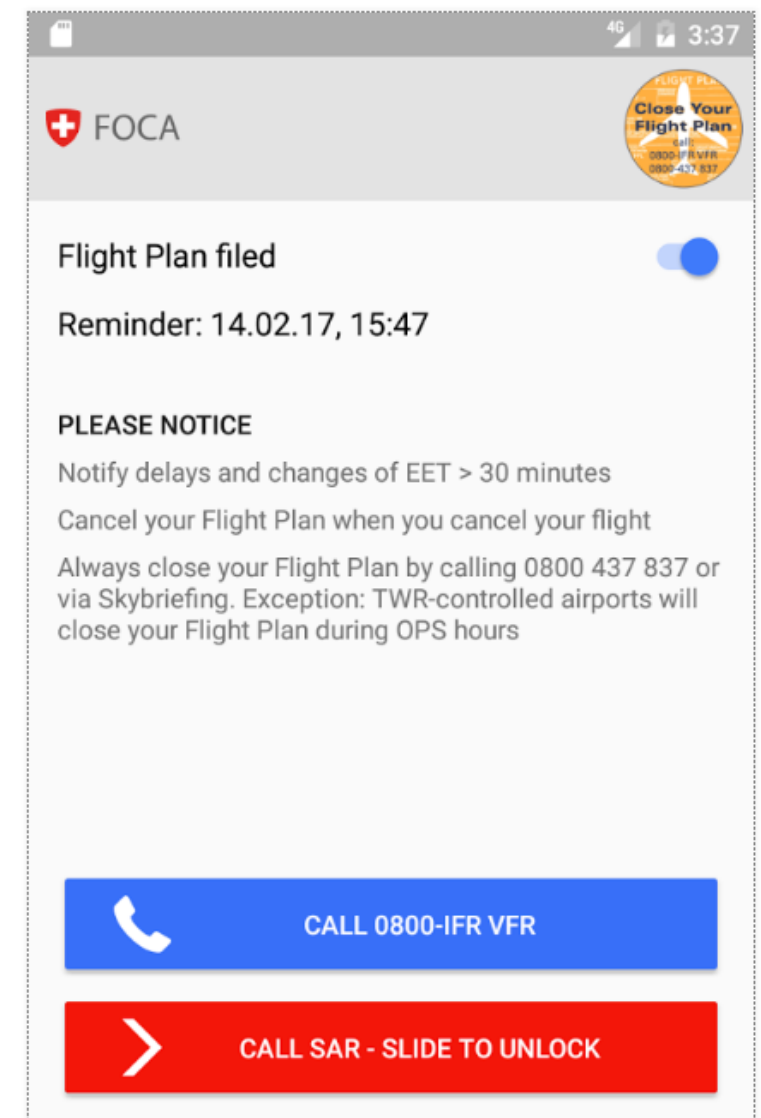 4G 3:37
FOCA
FLIGHT PLA
Close Your
Flight Plan
call:
0800-IFR VFR
0800-437 837
Flight Plan filed
Reminder: 14.02.17, 15:47
PLEASE NOTICE
Notify delays and changes of EET > 30 minutes
Cancel your Flight Plan when you cancel your flight
Always close your Flight Plan by calling 0800 437 837 or
via Skybriefing. Exception: TWR-controlled airports will
close your Flight Plan during OPS hours
CALL 0800-IFR VFR
CALL SAR - SLIDE TO UNLOCK